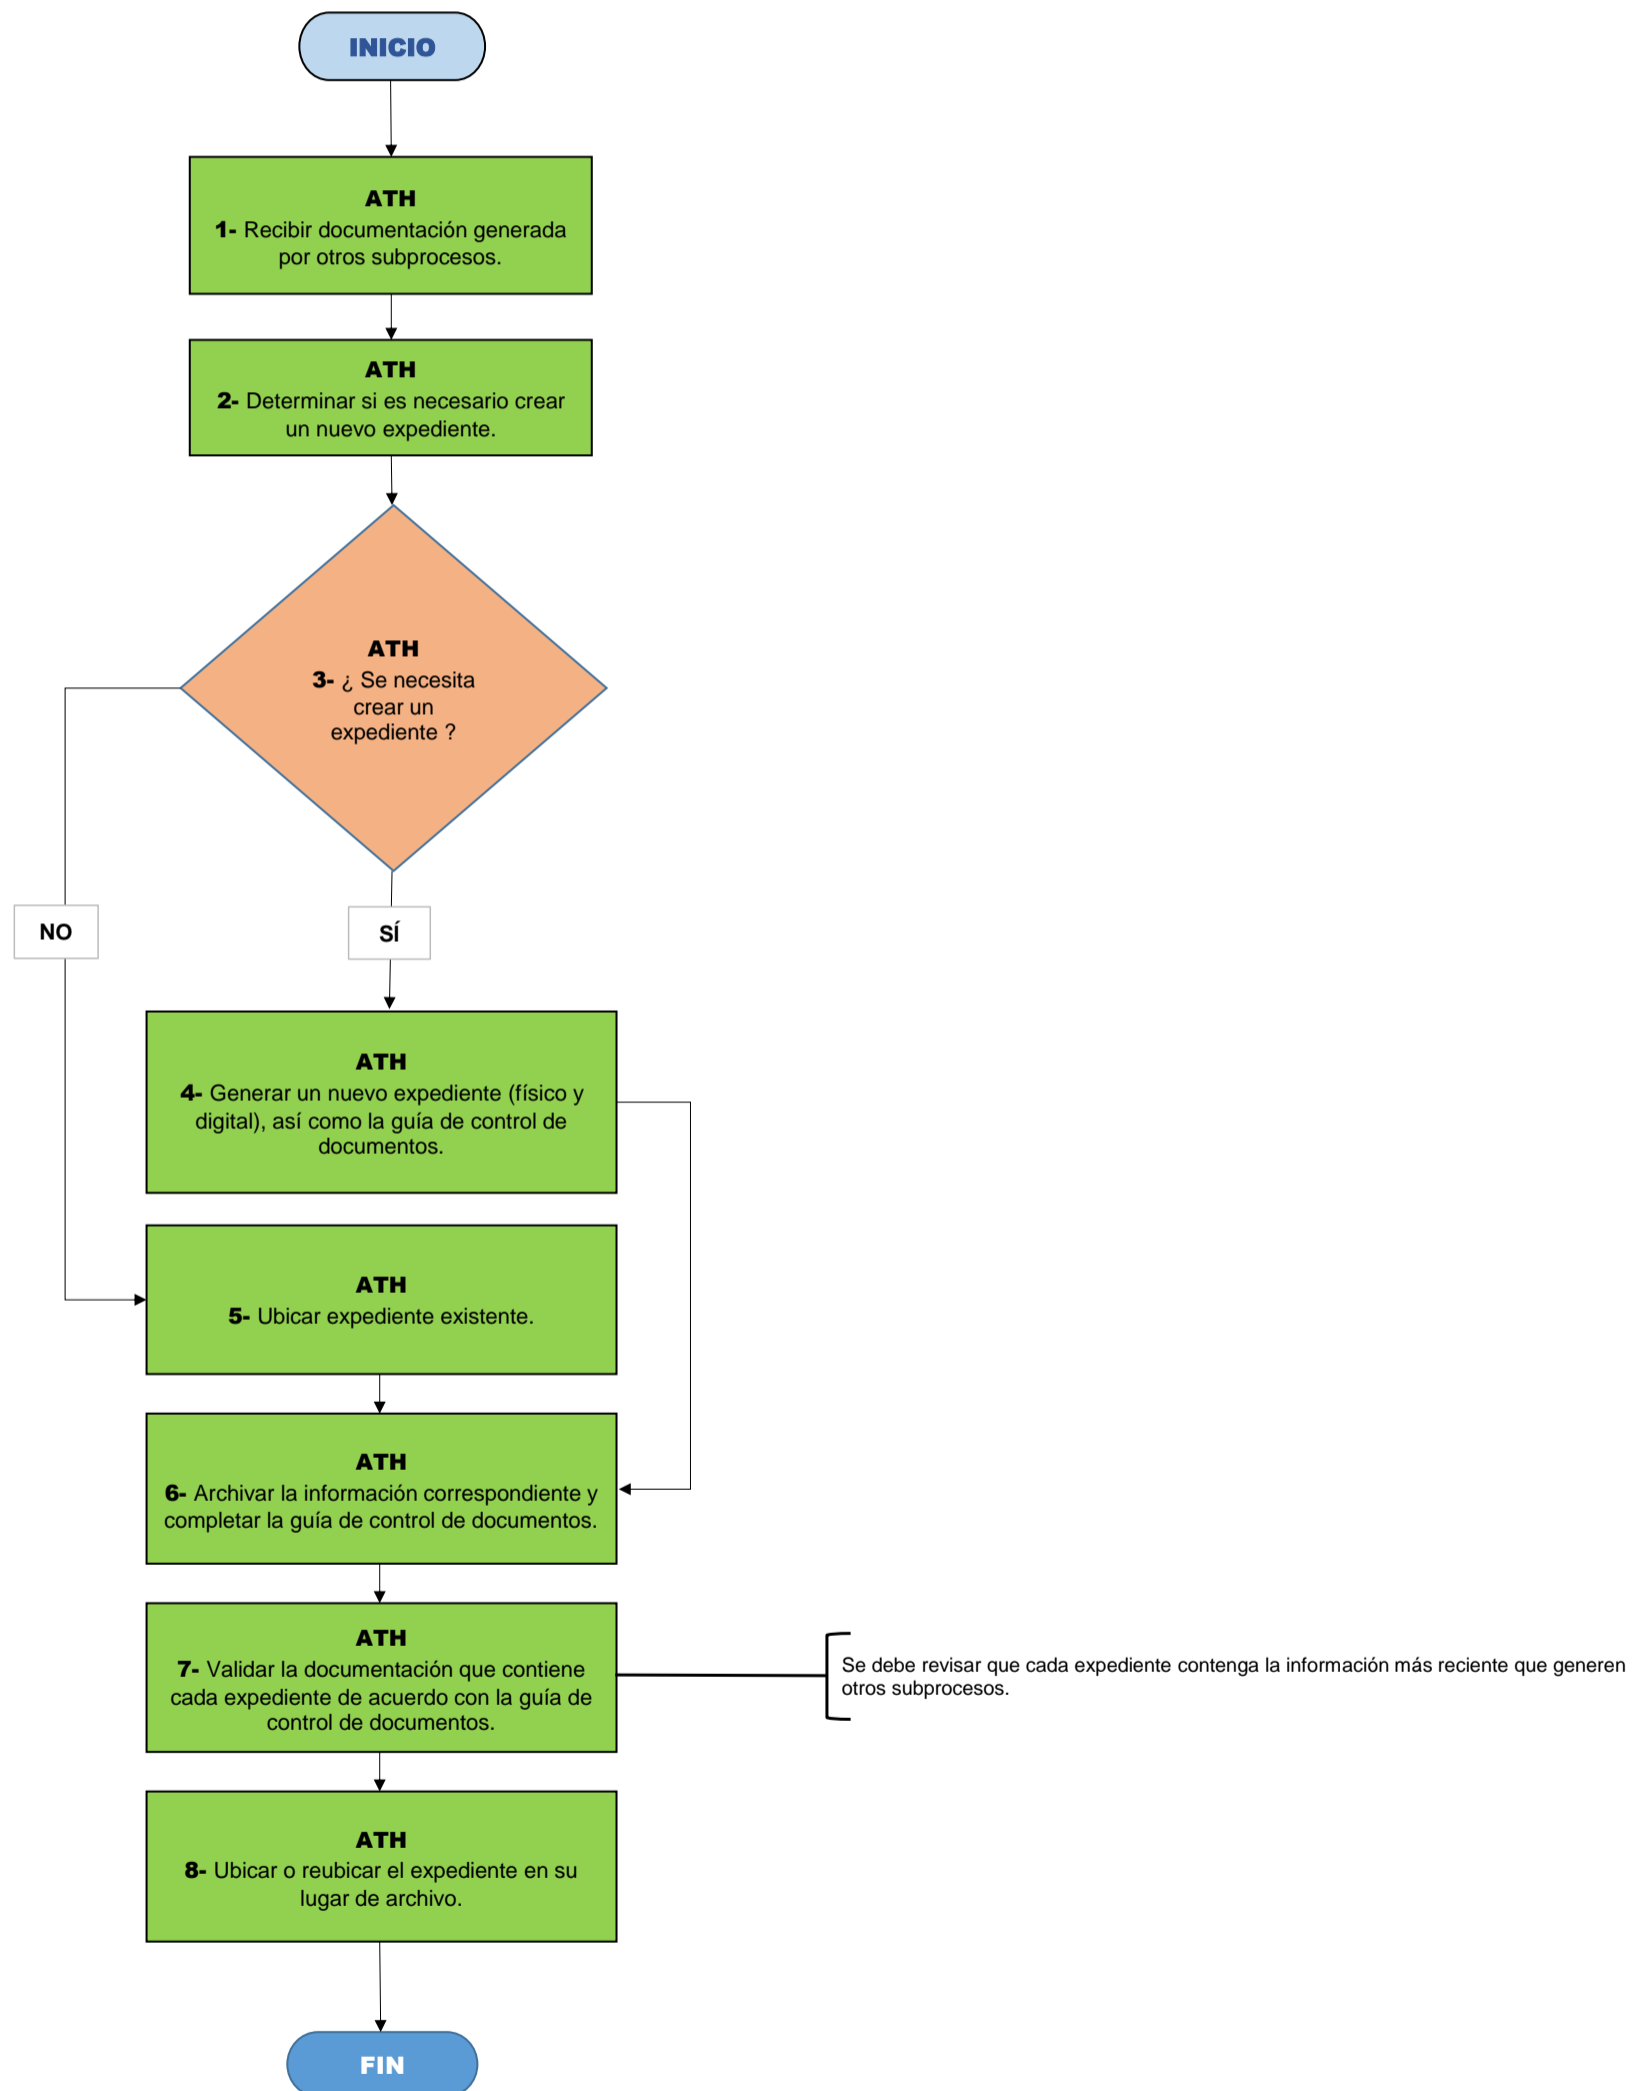 INICIO
ATH
1- Recibir documentación generada
por otros subprocesos.
ATH
2- Determinar si es necesario crear
un nuevo expediente.
ATH
3- ¿ Se necesita
crear un
expediente ?
NO
SÍ
ATH
4- Generar un nuevo expediente (físico y
digital), así como la guía de control de
documentos.
ATH
5- Ubicar expediente existente.
ATH
6- Archivar la información correspondiente y
completar la guía de control de documentos.
ATH
7- Validar la documentación que contiene
cada expediente de acuerdo con la guía de
control de documentos.
Se debe revisar que cada expediente contenga la información más reciente que generen
otros subprocesos.
ATH
8- Ubicar o reubicar el expediente en su
lugar de archivo.
FIN